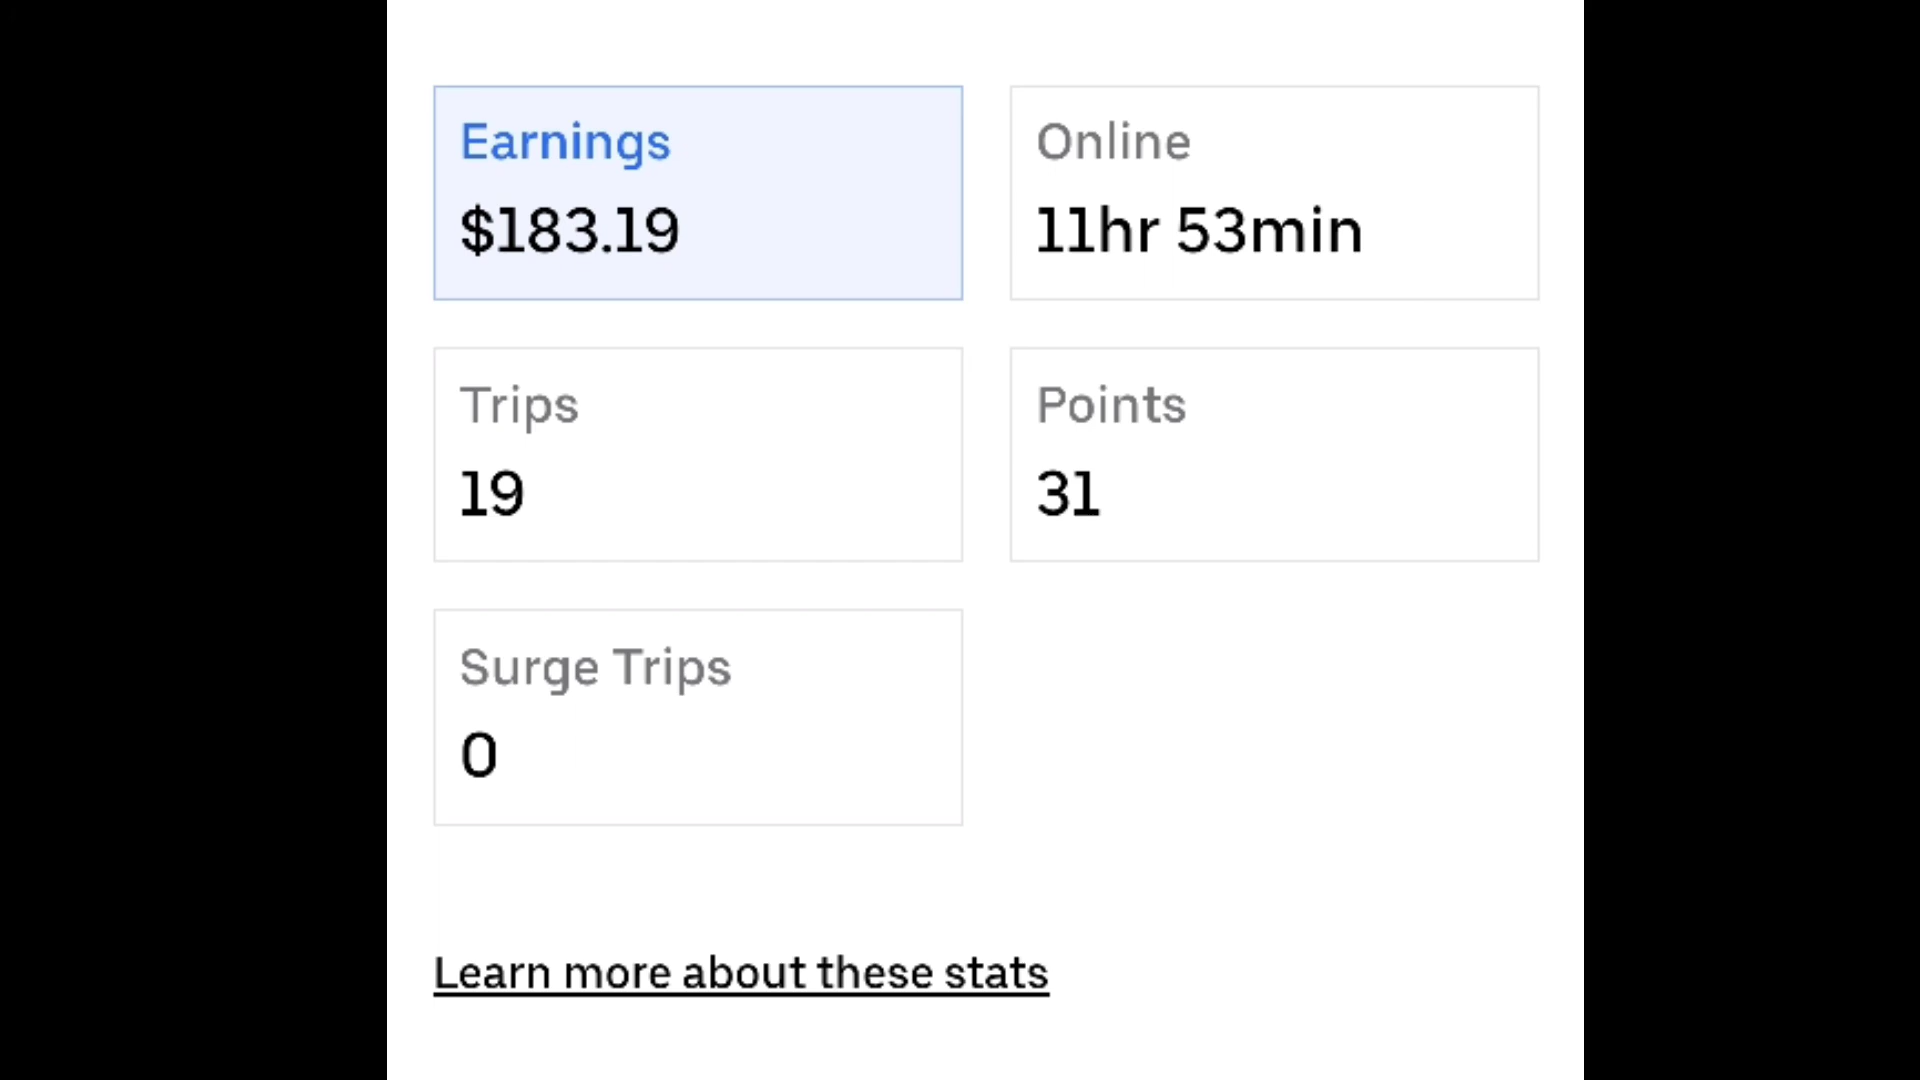 Earnings
$183.19
Online
11hr 53min
Trips
19
Points
31
Surge Trips
0
Learn more about these stats